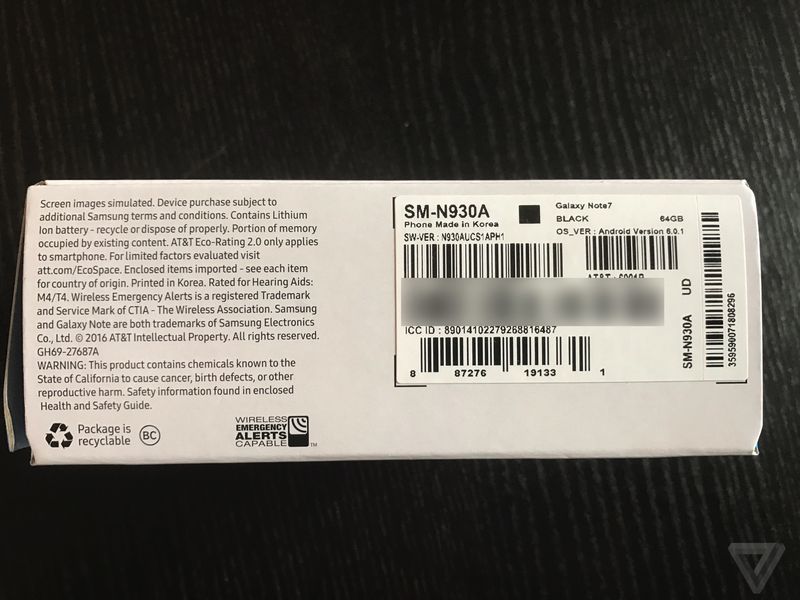 Screen images simulated. Device purchase subject to
additional Samsung terms and conditions. Contains Lithium
Ion battery - recycle or dispose of properly. Portion of memory
occupied by existing content. AT&T Eco-Rating 2.0 only applies
to smartphone. For limited factors evaluated visit
att.com/EcoSpace. Enclosed items imported - see each item
for country of origin. Printed in Korea. Rated for Hearing Aids:
M4/T4. Wireless Emergency Alerts is a registered Trademark
and Service Mark of CTIA - The Wireless Association. Samsung
and Galaxy Note are both trademarks of Samsung Electronics
Co., Ltd. © 2016 AT&T Intellectual Property. All rights reserved.
GH69-27687A
WARNING: This product contains chemicals known to the
State of California to cause cancer, birth defects, or other
reproductive harm. Safety information found in enclosed
Health and Safety Guide.
Package is
recyclable
BC
WIRELESS
EMERGENCY
ALERTS
CAPABLE
TM
SM-N930A
Phone Made in Korea
SW-VER : N930AUCS1APH1
Galaxy Note7
BLACK 64GB
OS_VER : Android Version 6.0.1
ICC ID : 89014102279268816487
8 87276 19133 1
SM-N930A UD
359590071808296